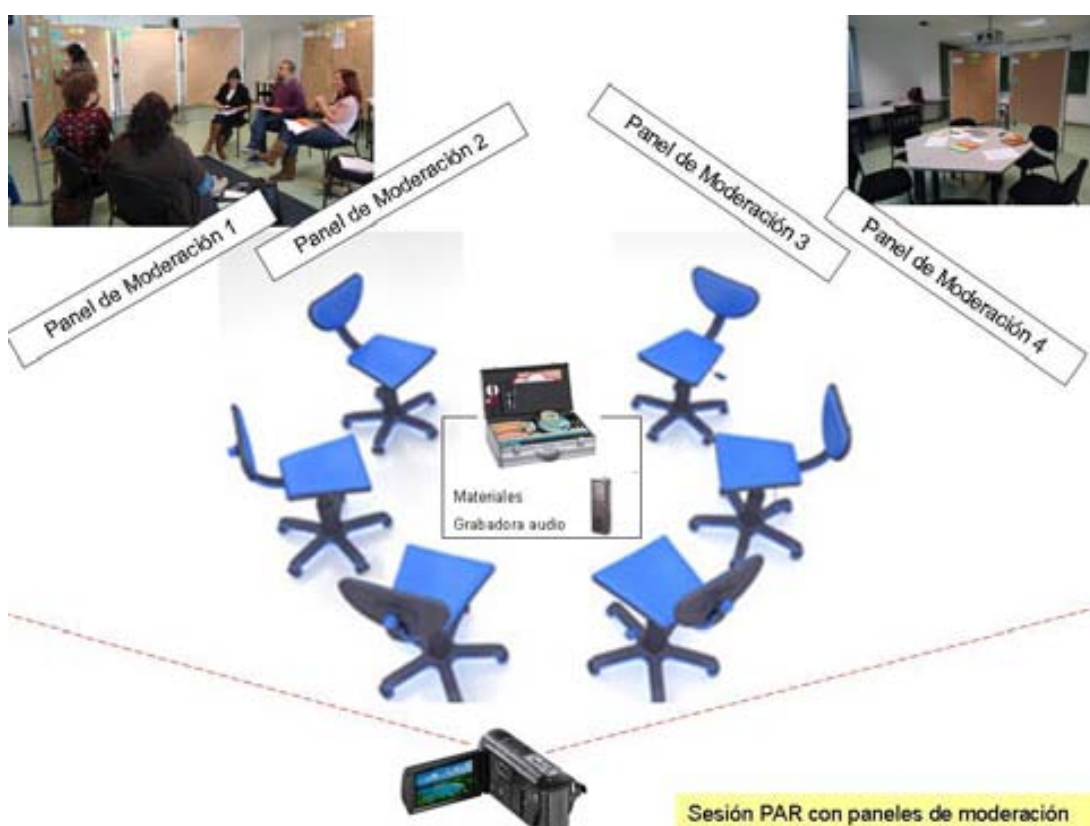 Panel de Moderación 1
Panel de Moderación 2
Panel de Moderación 3
Panel de Moderación 4
Materiales
Grabadora audio
Sesión PAR con paneles de moderación